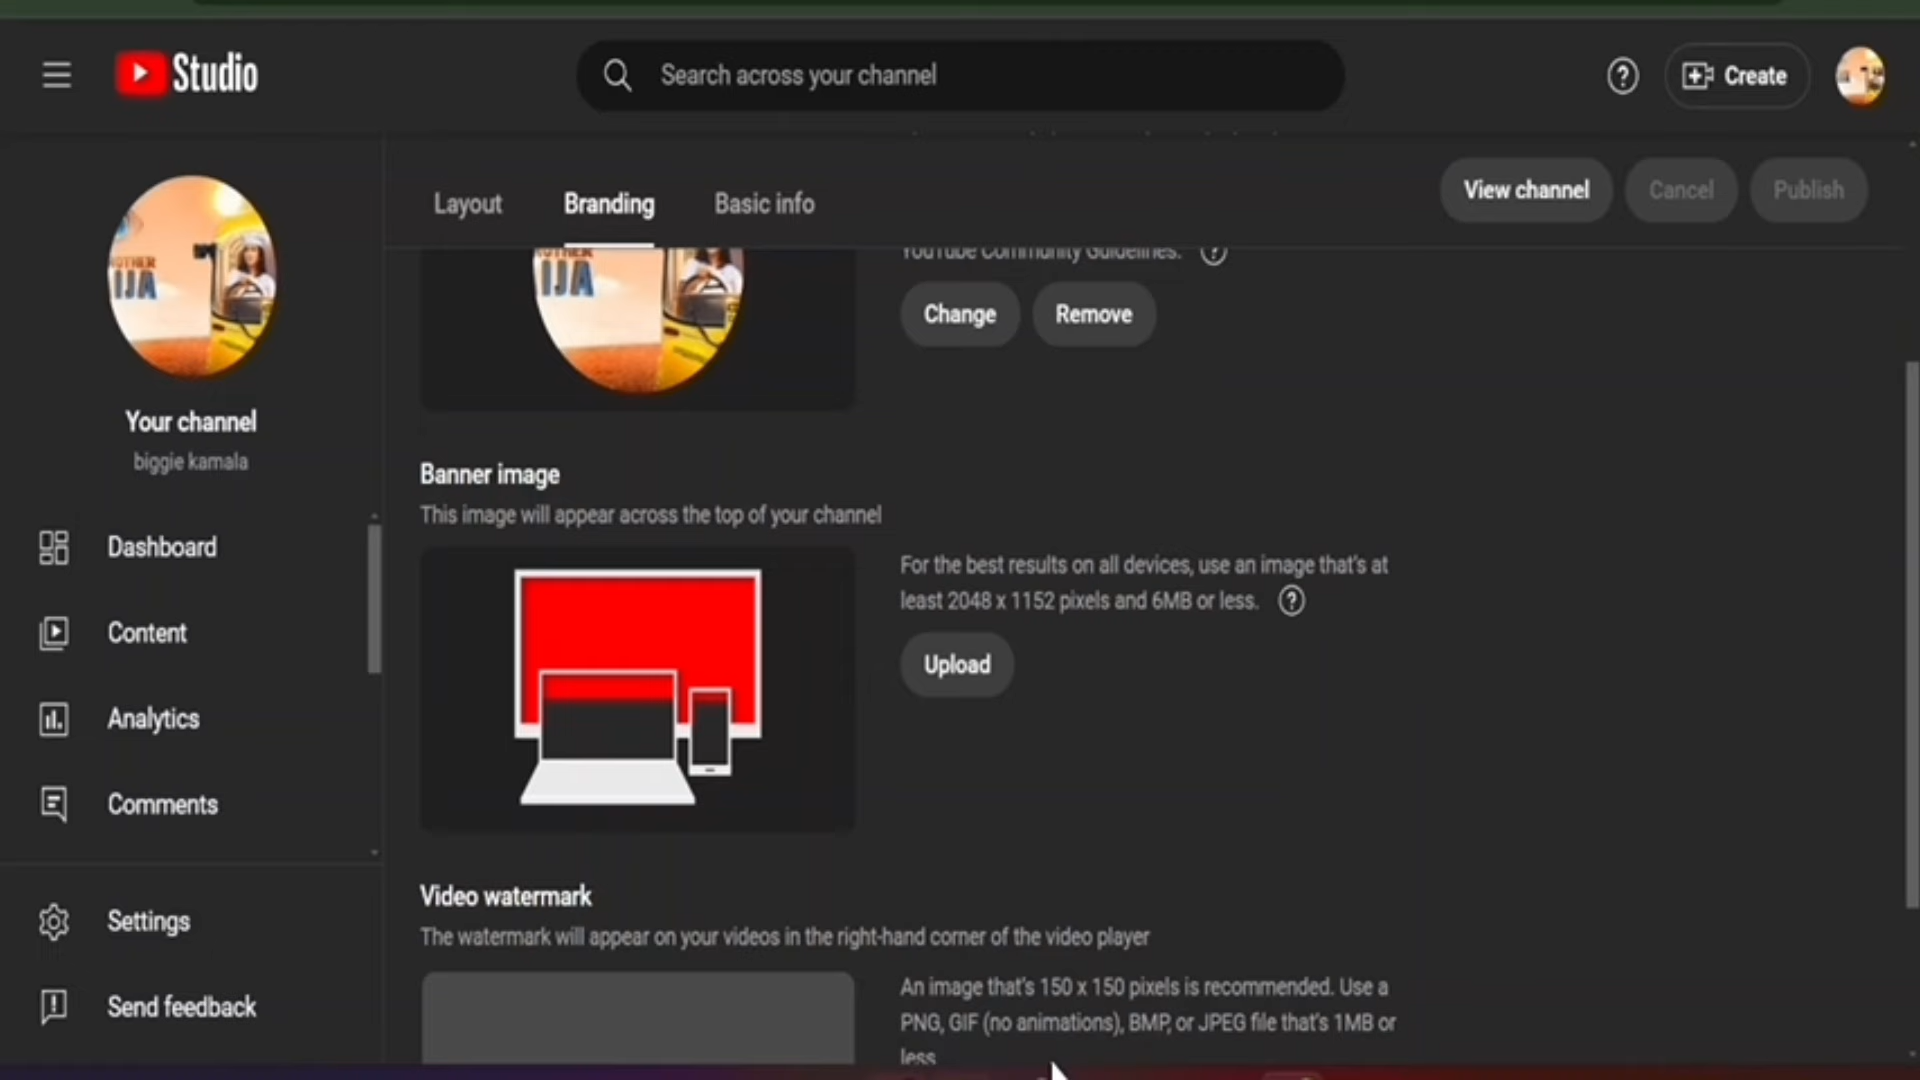 Studio
Search across your channel
Create
Layout
Branding
Basic info
View channel
Cancel
Publish
YouTube Community Guidelines.
IJA
IJA
Change
Remove
Your channel
biggie kamala
Banner image
This image will appear across the top of your channel
For the best results on all devices, use an image that's at
least 2048 x 1152 pixels and 6MB or less.
Upload
Dashboard
Content
Analytics
Comments
Video watermark
The watermark will appear on your videos in the right-hand corner of the video player
An image that's 150 x 150 pixels is recommended. Use a
PNG, GIF (no animations), BMP, or JPEG file that's 1MB or
less
Settings
Send feedback